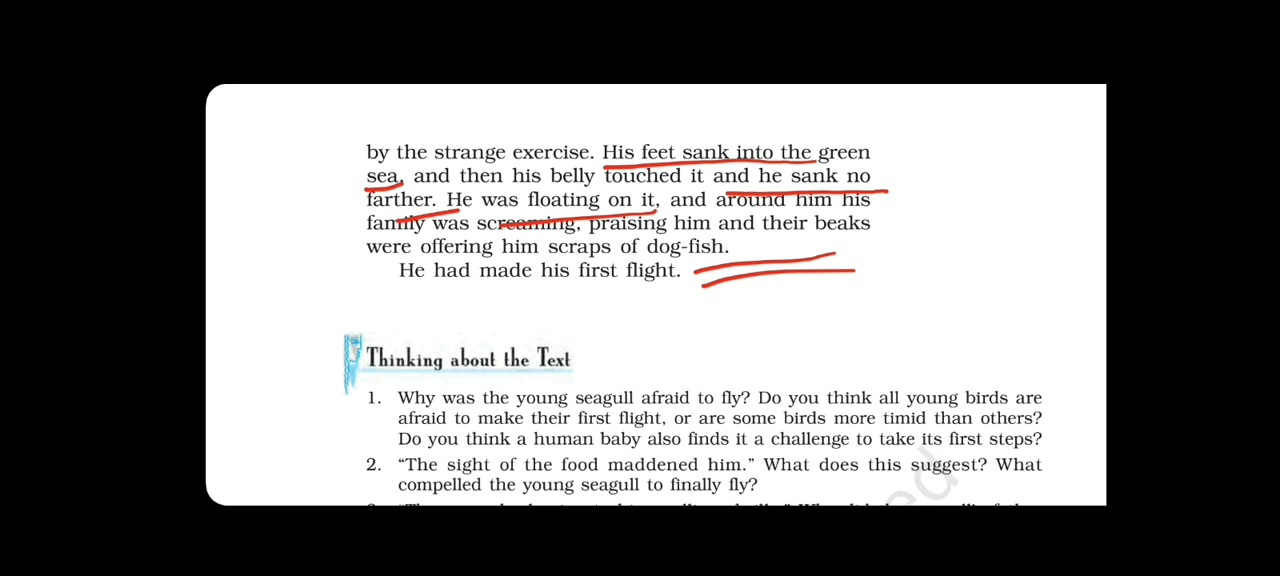 by the strange exercise. His feet sank into the green
sea, and then his belly touched it and he sank no
farther. He was floating on it, and around him his
family was screaming, praising him and their beaks
were offering him scraps of dog-fish.
He had made his first flight.
Thinking about the Text
1. Why was the young seagull afraid to fly? Do you think all young birds are
afraid to make their first flight, or are some birds more timid than others?
Do you think a human baby also finds it a challenge to take its first steps?
2. “The sight of the food maddened him.” What does this suggest? What
compelled the young seagull to finally fly?